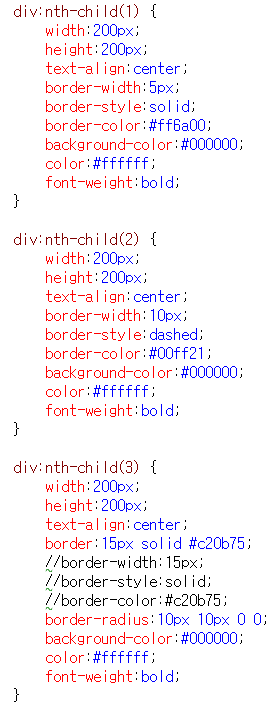 div:nth-child(1) {
    width:200px;
    height:200px;
    text-align:center;
    border-width:5px;
    border-style:solid;
    border-color:#ff6a00;
    background-color:#000000;
    color:#ffffff;
    font-weight:bold;
}

div:nth-child(2) {
    width:200px;
    height:200px;
    text-align:center;
    border-width:10px;
    border-style:dashed;
    border-color:#00ff21;
    background-color:#000000;
    color:#ffffff;
    font-weight:bold;
}

div:nth-child(3) {
    width:200px;
    height:200px;
    text-align:center;
    border:15px solid #c20b75;
    //border-width:15px;
    //border-style:solid;
    //border-color:#c20b75;
    border-radius:10px 10px 0 0;
    background-color:#000000;
    color:#ffffff;
    font-weight:bold;
}